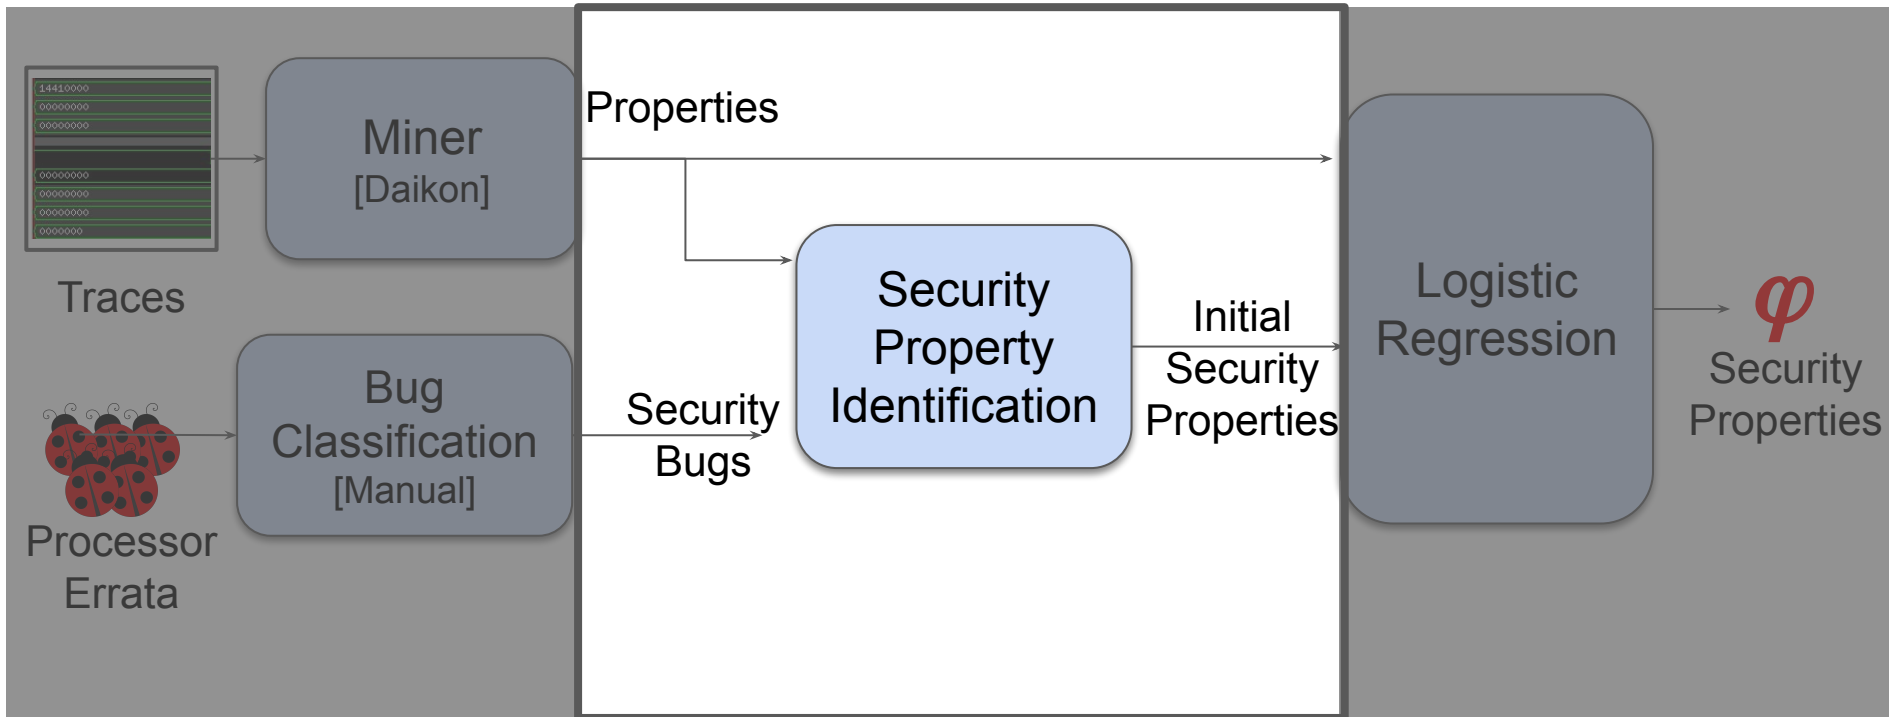 14410000
00000000
00000000
00000000
00000000
00000000
0000000
Traces
Miner
[Daikon]
Properties
Processor
Errata
Bug
Classification
[Manual]
Security
Bugs
Security
Property
Identification
Initial
Security
Properties
Logistic
Regression
φ
Security
Properties